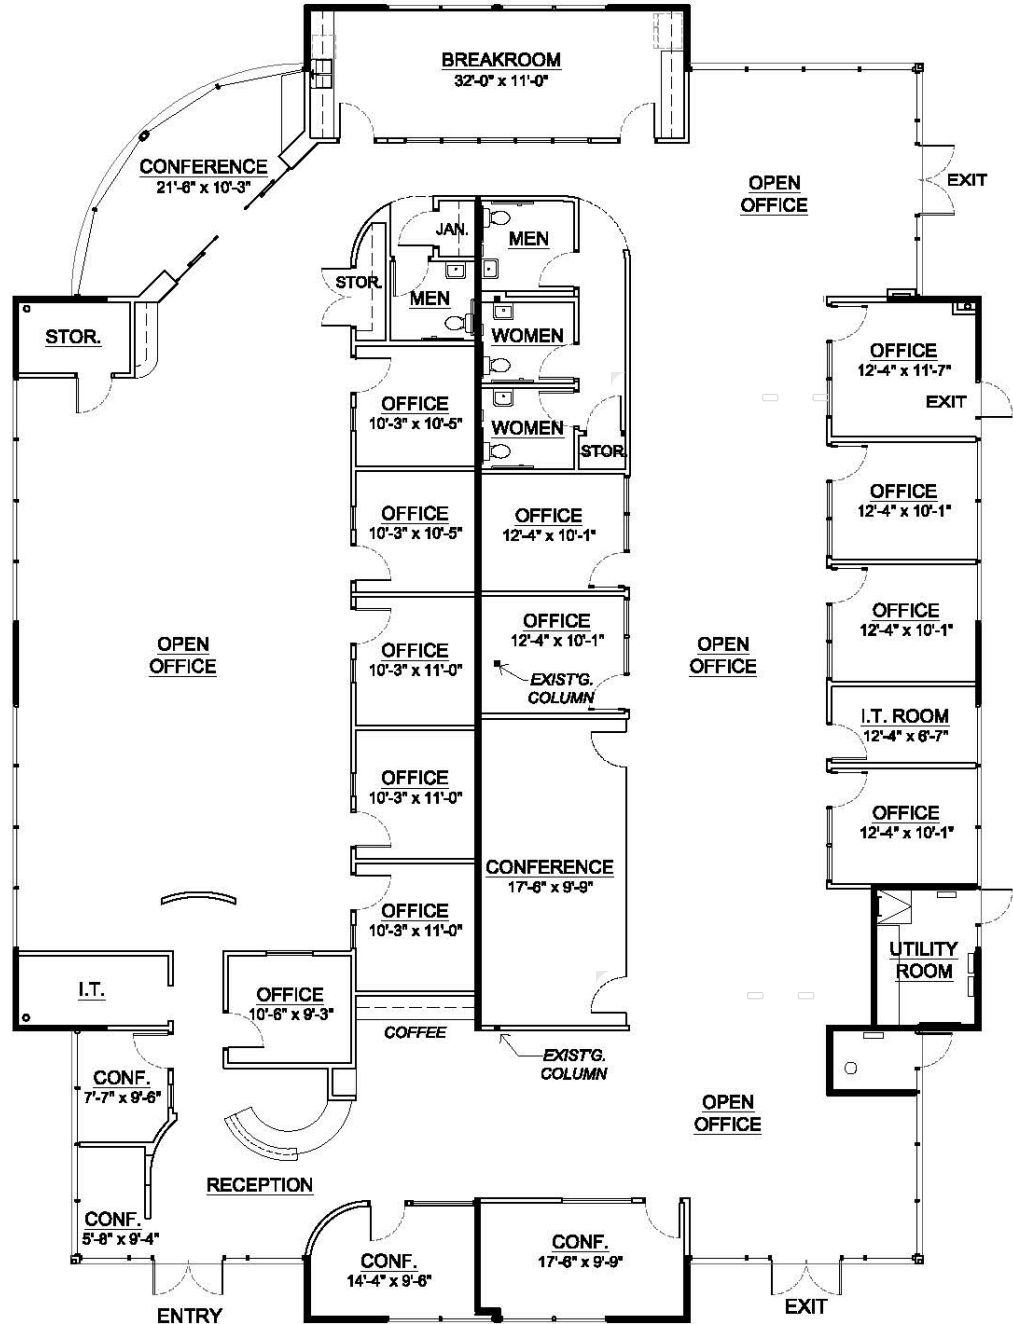 BREAKROOM
32'-0" x 11'-0"
CONFERENCE
21'-6" x 10'-3"
OPEN
OFFICE
EXIT
JAN.
MEN
STOR.
MEN
STOR.
WOMEN
OFFICE
12'-4" x 11'-7"
EXIT
OFFICE
10'-3" x 10'-5"
WOMEN
STOR.
OFFICE
12'-4" x 10'-1"
OFFICE
10'-3" x 10'-5"
OFFICE
12'-4" x 10'-1"
OFFICE
12'-4" x 10'-1"
OFFICE
12'-4" x 10'-1"
OPEN
OFFICE
OFFICE
10'-3" x 11'-0"
OPEN
OFFICE
EXIST'G.
COLUMN
I.T. ROOM
12'-4" x 6'-7"
OFFICE
10'-3" x 11'-0"
OFFICE
12'-4" x 10'-1"
CONFERENCE
17'-6" x 9'-9"
OFFICE
10'-3" x 11'-0"
UTILITY
ROOM
I.T.
OFFICE
10'-6" x 9'-3"
COFFEE
EXIST'G.
COLUMN
CONF.
7'-7" x 9'-6"
OPEN
OFFICE
RECEPTION
CONF.
5'-8" x 9'-4"
CONF.
14'-4" x 9'-6"
CONF.
17'-6" x 9'-9"
ENTRY
EXIT